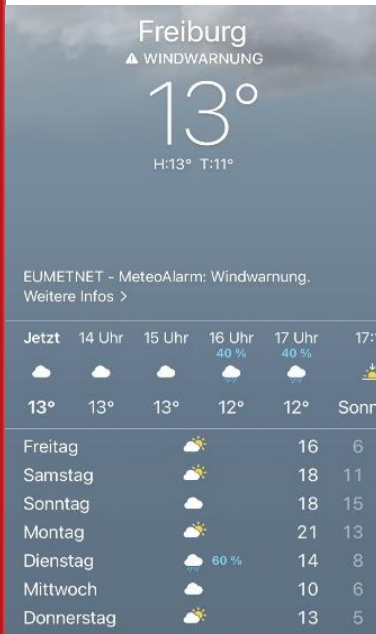 Freiburg
⚠ WINDWARNUNG
13°
H:13° T:11°
EUMETNET - MeteoAlarm: Windwarnung.
Weitere Infos >
Jetzt 14 Uhr 15 Uhr 16 Uhr 17 Uhr
40 % 40 %
13° 13° 13° 12° 12°
Freitag 16 6
Samstag 18 11
Sonntag 18 15
Montag 21 13
Dienstag 60 % 14 8
Mittwoch 10 6
Donnerstag 13 5